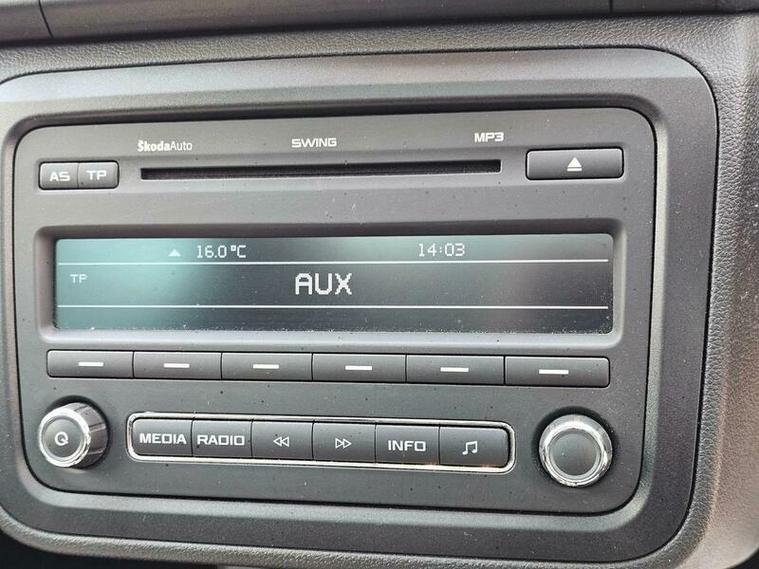 ŠkodaAuto SWING MP3
AS TP
16.0°C 14:03
TP
AUX
MEDIA RADIO INFO